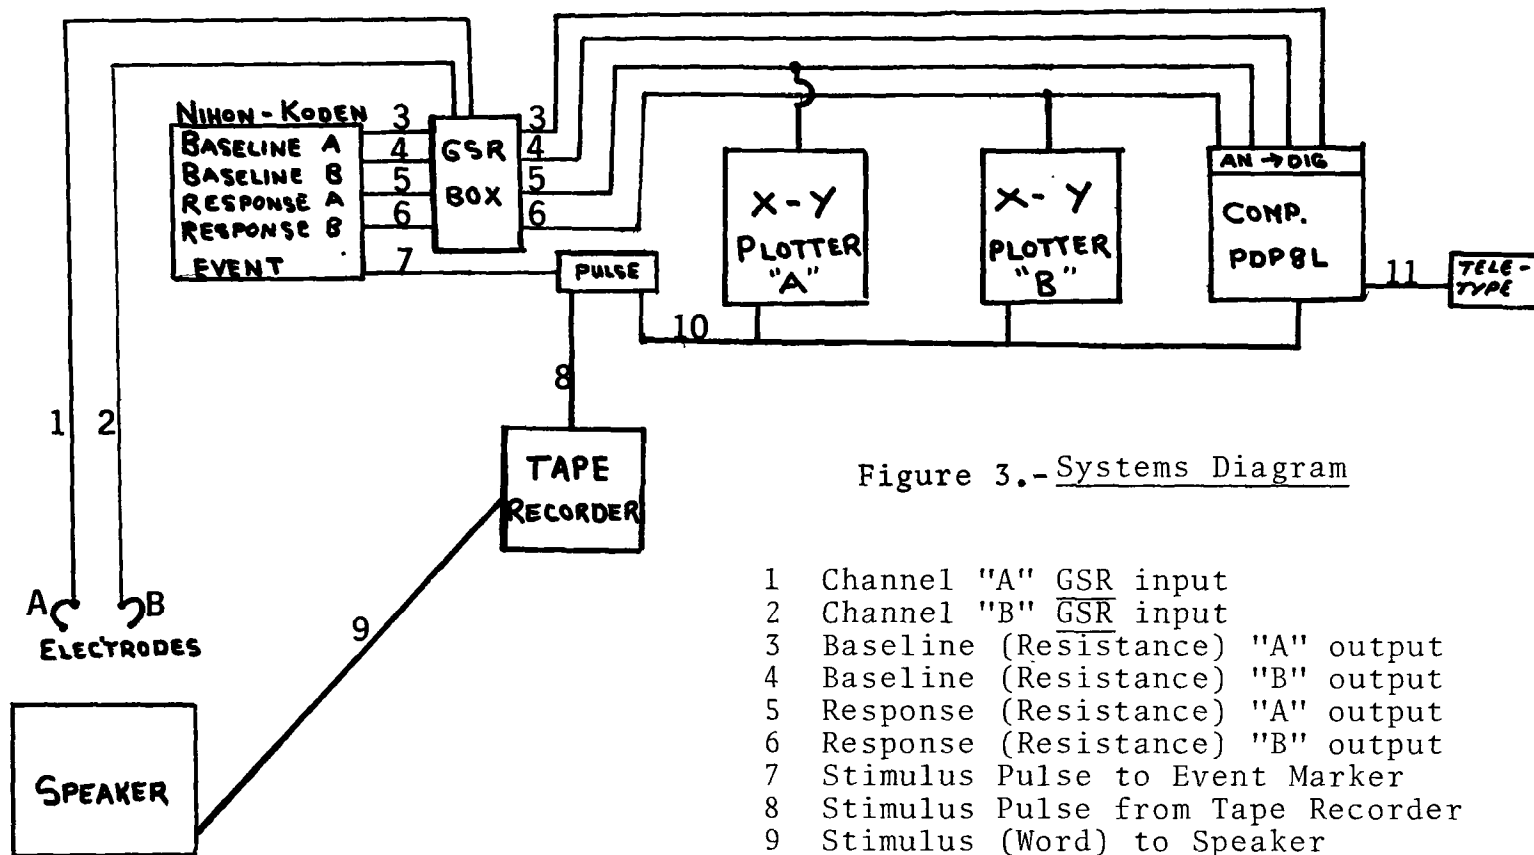 NIHON-KODEN
BASELINE A
BASELINE B
RESPONSE A
RESPONSE B
EVENT
3
4
5
6
7
GSR
BOX
3
4
5
6
PULSE
X-Y
PLOTTER
"A"
X-Y
PLOTTER
"B"
AN→DIG
COMP.
PDP8L
11
TELE-
TYPE
10
8
1
2
TAPE
RECORDER
9
A
B
ELECTRODES
SPEAKER
Figure 3.- Systems Diagram
1 Channel "A" GSR input
2 Channel "B" GSR input
3 Baseline (Resistance) "A" output
4 Baseline (Resistance) "B" output
5 Response (Resistance) "A" output
6 Response (Resistance) "B" output
7 Stimulus Pulse to Event Marker
8 Stimulus Pulse from Tape Recorder
9 Stimulus (Word) to Speaker